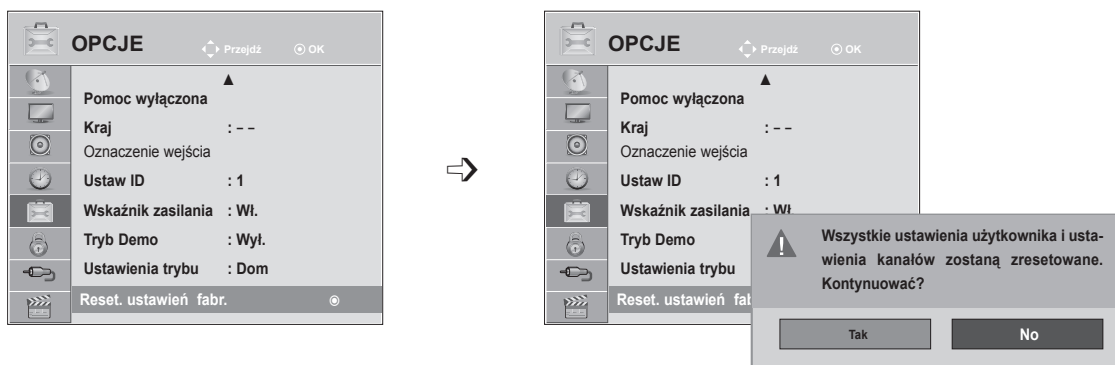 OPCJE Przejdź OK
Pomoc wyłączona
Kraj : – –
Oznaczenie wejścia
Ustaw ID : 1
Wskaźnik zasilania : Wł.
Tryb Demo : Wył.
Ustawienia trybu : Dom
Reset. ustawień fabr.
OPCJE Przejdź OK
Pomoc wyłączona
Kraj : – –
Oznaczenie wejścia
Ustaw ID : 1
Wskaźnik zasilania : Wł
Tryb Demo
Ustawienia trybu
Reset. ustawień fab
Wszystkie ustawienia użytkownika i usta-
wienia kanałów zostaną zresetowane.
Kontynuować?
Tak No